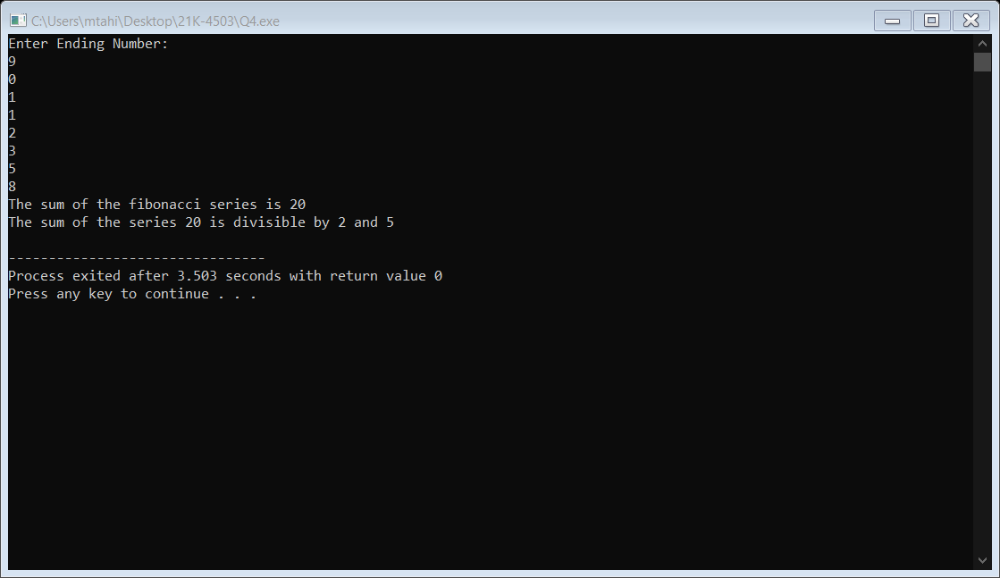 C:\Users\mtahi\Desktop\21K-4503\Q4.exe
Enter Ending Number:
9
0
1
1
2
3
5
8
The sum of the fibonacci series is 20
The sum of the series 20 is divisible by 2 and 5
--------------------------------
Process exited after 3.503 seconds with return value 0
Press any key to continue . . .